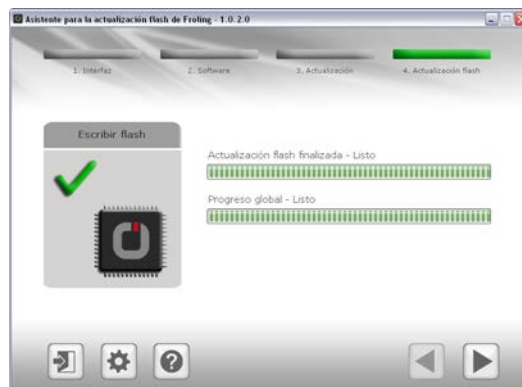 Asistente para la actualización flash de Froling - 1.0.2.0
1. Interfaz
2. Software
3. Actualización
4. Actualización flash
Escribir flash
Actualización flash finalizada - Listo
Progreso global - Listo